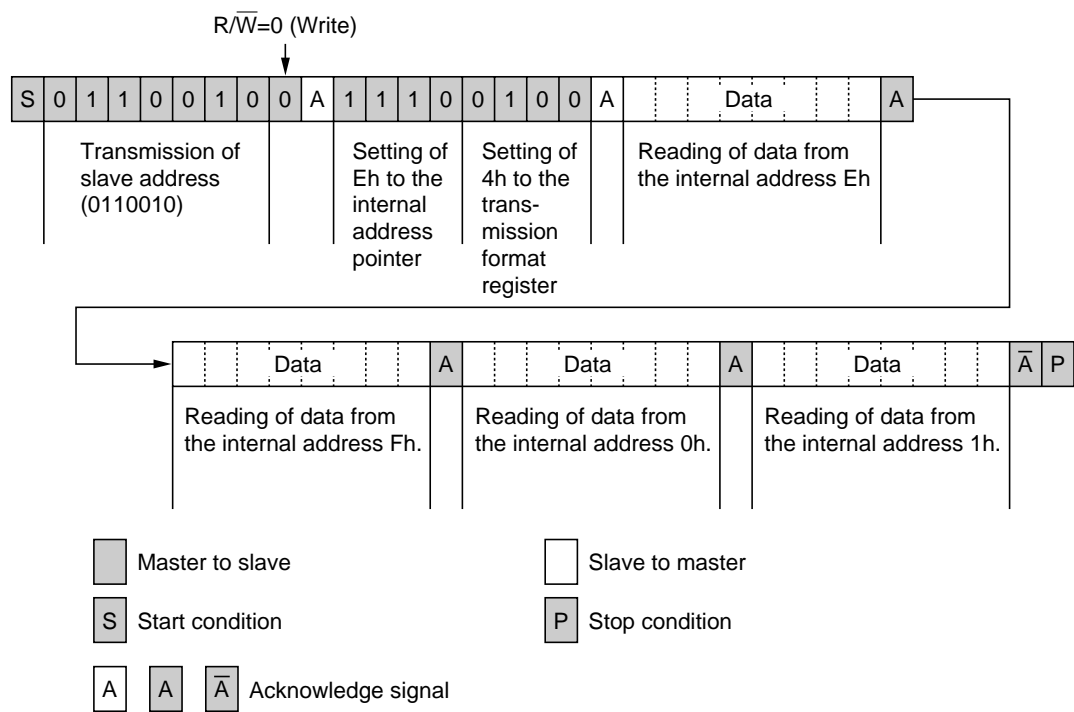 R/W̅=0 (Write)
S 0 1 1 0 0 1 0 0 A 1 1 1 0 0 1 0 0 A Data A
Transmission of
slave address
(0110010)
Setting of
Eh to the
internal
address
pointer
Setting of
4h to the
trans-
mission
format
register
Reading of data from
the internal address Eh
Data A Data A Data A̅ P
Reading of data from
the internal address Fh.
Reading of data from
the internal address 0h.
Reading of data from
the internal address 1h.
Master to slave
Slave to master
S Start condition
P Stop condition
A A A̅ Acknowledge signal